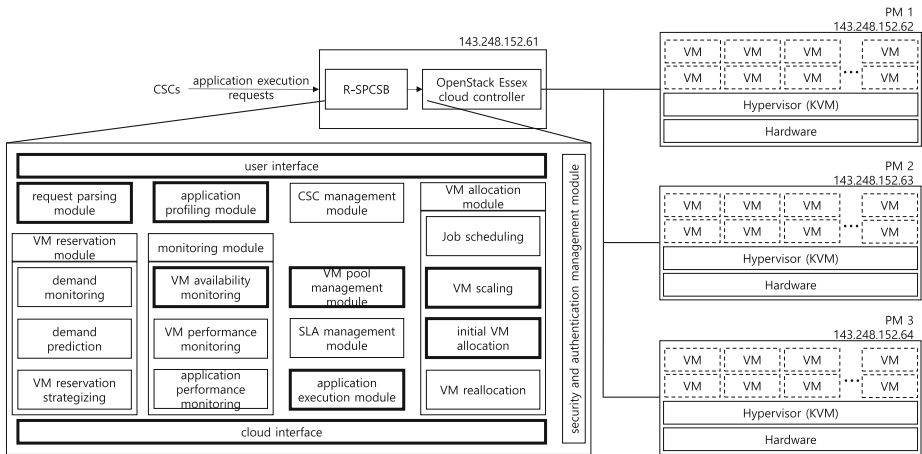 143.248.152.61
CSCs
application execution
requests
R-SPCSB
OpenStack Essex
cloud controller
user interface
request parsing
module
application
profiling module
CSC management
module
VM allocation
module
Job scheduling
VM scaling
initial VM
allocation
VM reallocation
VM reservation
module
demand
monitoring
demand
prediction
VM reservation
strategizing
monitoring module
VM availability
monitoring
VM performance
monitoring
application
performance
monitoring
VM pool
management
module
SLA management
module
application
execution module
cloud interface
security and authentication management module
PM 1
143.248.152.62
VM VM VM VM
VM VM VM ... VM
Hypervisor (KVM)
Hardware
PM 2
143.248.152.63
VM VM VM VM
VM VM VM ... VM
Hypervisor (KVM)
Hardware
PM 3
143.248.152.64
VM VM VM VM
VM VM VM ... VM
Hypervisor (KVM)
Hardware